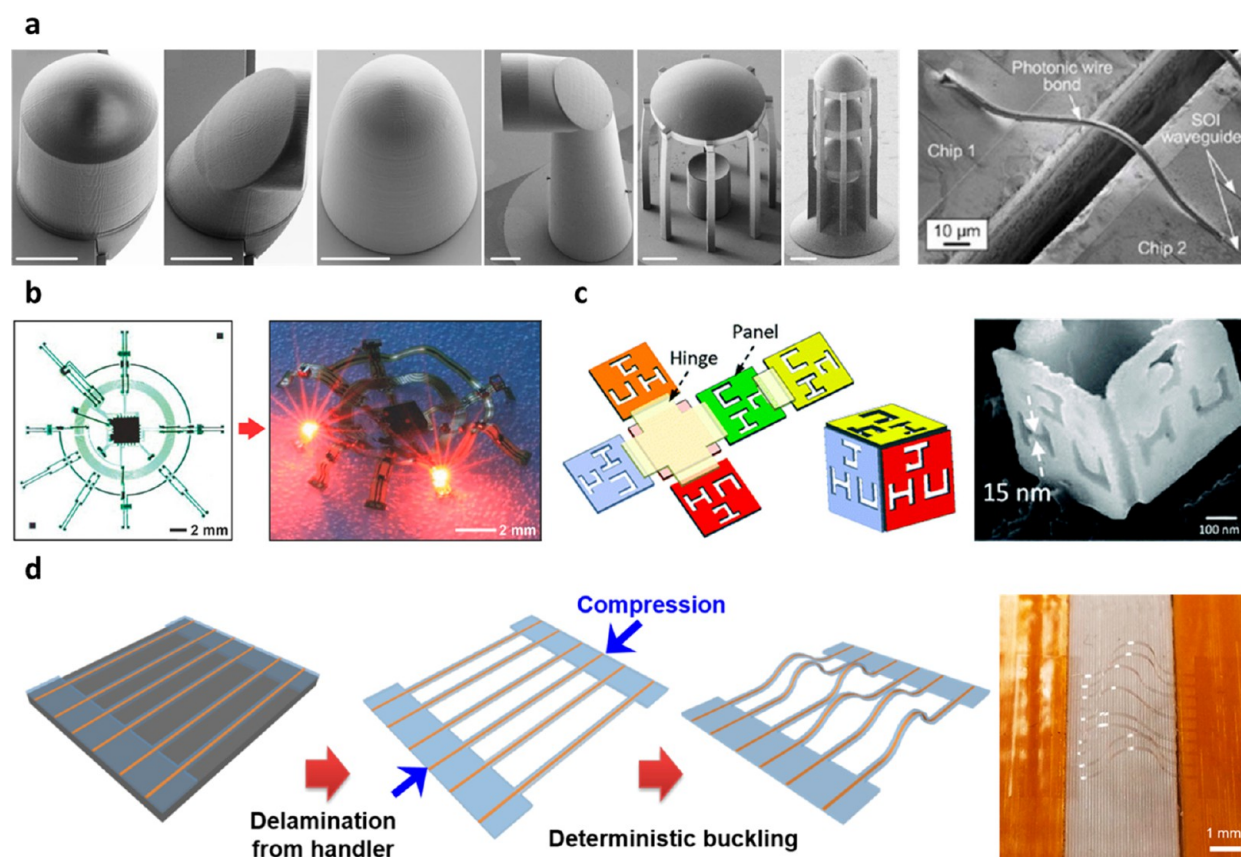 a
Photonic wire
bond
SOI
waveguide
Chip 1
10 µm
Chip 2
b
2 mm
2 mm
c
Hinge
Panel
15 nm
100 nm
d
Compression
Delamination
from handler
Deterministic buckling
1 mm